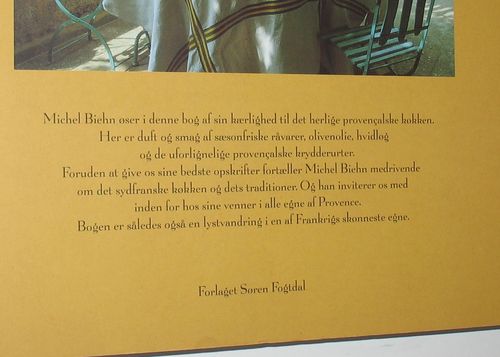 Michel Biehn øser i denne bog af sin kærlighed til det herlige provençalske køkken.
Her er duft og smag af sæsonfriske råvarer, olivenolie, hvidløg
og de uforlignelige provençalske krydderurter.
Foruden at give os sine bedste opskrifter fortæller Michel Biehn medrivende
om det sydfranske køkken og dets traditioner. Og han inviterer os med
inden for hos sine venner i alle egne af Provence.
Bogen er således også en lystvandring i en af Frankrigs skønneste egne.
Forlaget Søren Fogtdal